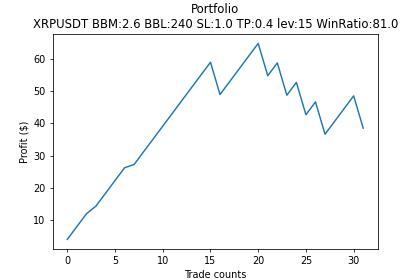 Portfolio
XRPUSDT BBM:2.6 BBL:240 SL:1.0 TP:0.4 lev:15 WinRatio:81.0
60
50
40
30
20
10
Profit ($)
0 5 10 15 20 25 30
Trade counts